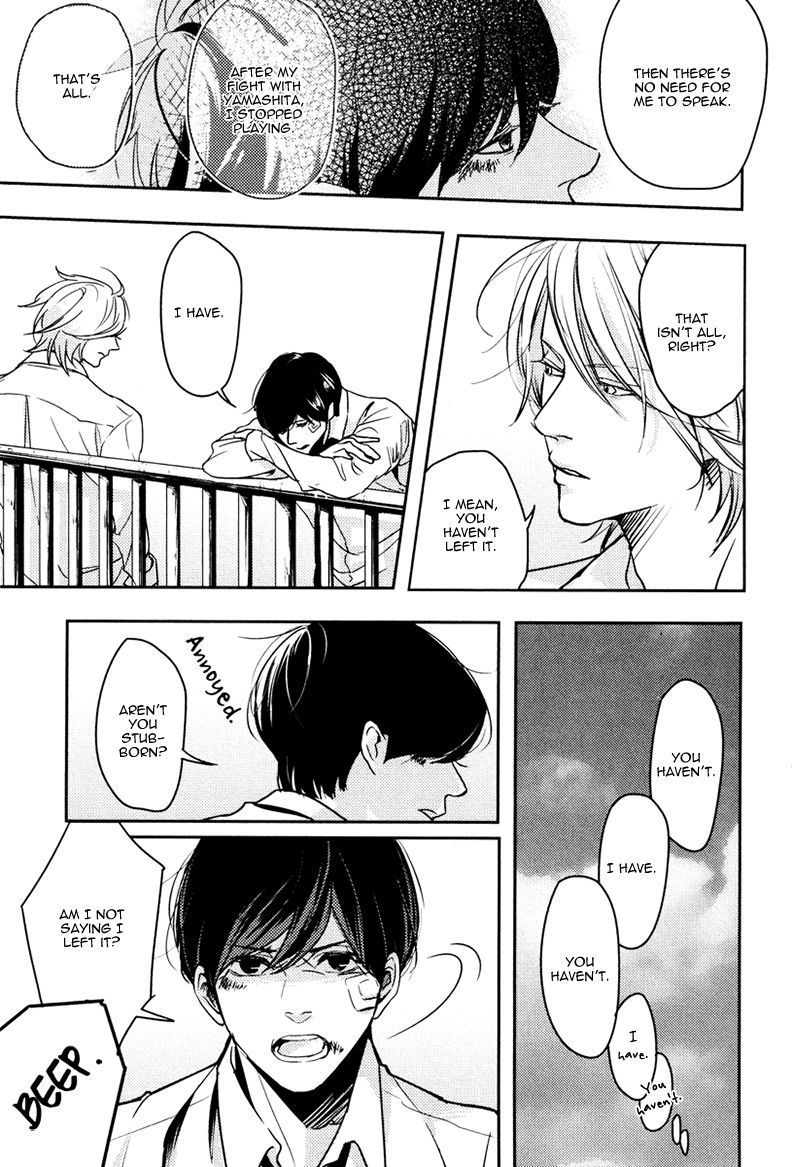 THEN THERE'S
NO NEED FOR
ME TO SPEAK.
AFTER MY
FIGHT WITH
YAMASHITA,
I STOPPED
PLAYING.
THAT'S
ALL.
THAT
ISN'T ALL,
RIGHT?
I MEAN,
YOU
HAVEN'T
LEFT IT.
I HAVE.
YOU
HAVEN'T.
I HAVE.
YOU
HAVEN'T.
I
have.
You
haven't.
Annoyed.
AREN'T
YOU
STUB-
BORN?
AM I NOT
SAYING I
LEFT IT?
BEEP.